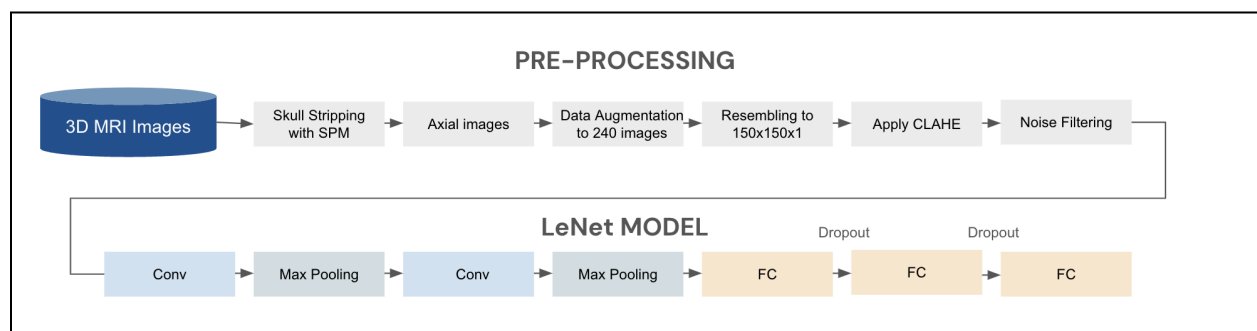 PRE-PROCESSING
3D MRI Images
Skull Stripping
with SPM
Axial images
Data Augmentation
to 240 images
Resembling to
150x150x1
Apply CLAHE
Noise Filtering
LeNet MODEL
Dropout
Dropout
Conv
Max Pooling
Conv
Max Pooling
FC
FC
FC